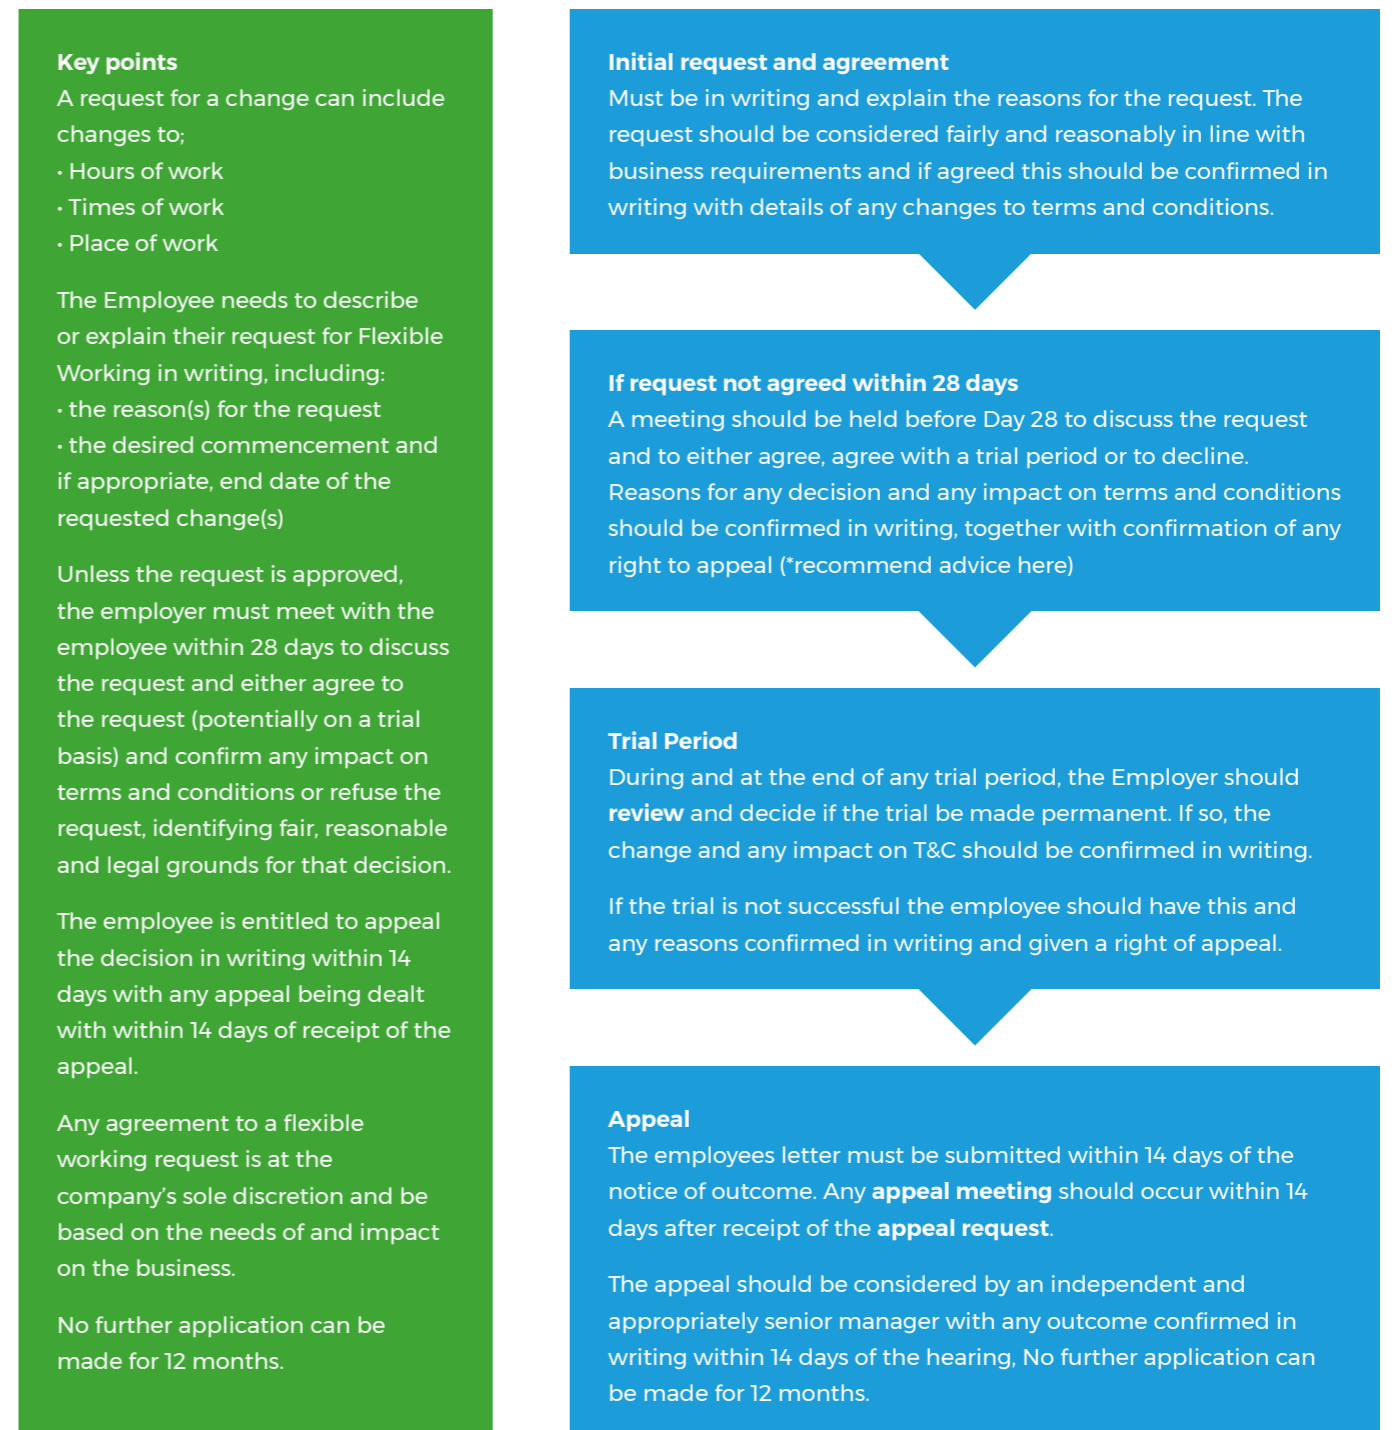 Key points
A request for a change can include
changes to;
• Hours of work
• Times of work
• Place of work
The Employee needs to describe
or explain their request for Flexible
Working in writing, including:
• the reason(s) for the request
• the desired commencement and
if appropriate, end date of the
requested change(s)
Unless the request is approved,
the employer must meet with the
employee within 28 days to discuss
the request and either agree to
the request (potentially on a trial
basis) and confirm any impact on
terms and conditions or refuse the
request, identifying fair, reasonable
and legal grounds for that decision.
The employee is entitled to appeal
the decision in writing within 14
days with any appeal being dealt
with within 14 days of receipt of the
appeal.
Any agreement to a flexible
working request is at the
company's sole discretion and be
based on the needs of and impact
on the business.
No further application can be
made for 12 months.
Initial request and agreement
Must be in writing and explain the reasons for the request. The
request should be considered fairly and reasonably in line with
business requirements and if agreed this should be confirmed in
writing with details of any changes to terms and conditions.
If request not agreed within 28 days
A meeting should be held before Day 28 to discuss the request
and to either agree, agree with a trial period or to decline.
Reasons for any decision and any impact on terms and conditions
should be confirmed in writing, together with confirmation of any
right to appeal (*recommend advice here)
Trial Period
During and at the end of any trial period, the Employer should
review and decide if the trial be made permanent. If so, the
change and any impact on T&C should be confirmed in writing.
If the trial is not successful the employee should have this and
any reasons confirmed in writing and given a right of appeal.
Appeal
The employees letter must be submitted within 14 days of the
notice of outcome. Any appeal meeting should occur within 14
days after receipt of the appeal request.
The appeal should be considered by an independent and
appropriately senior manager with any outcome confirmed in
writing within 14 days of the hearing, No further application can
be made for 12 months.